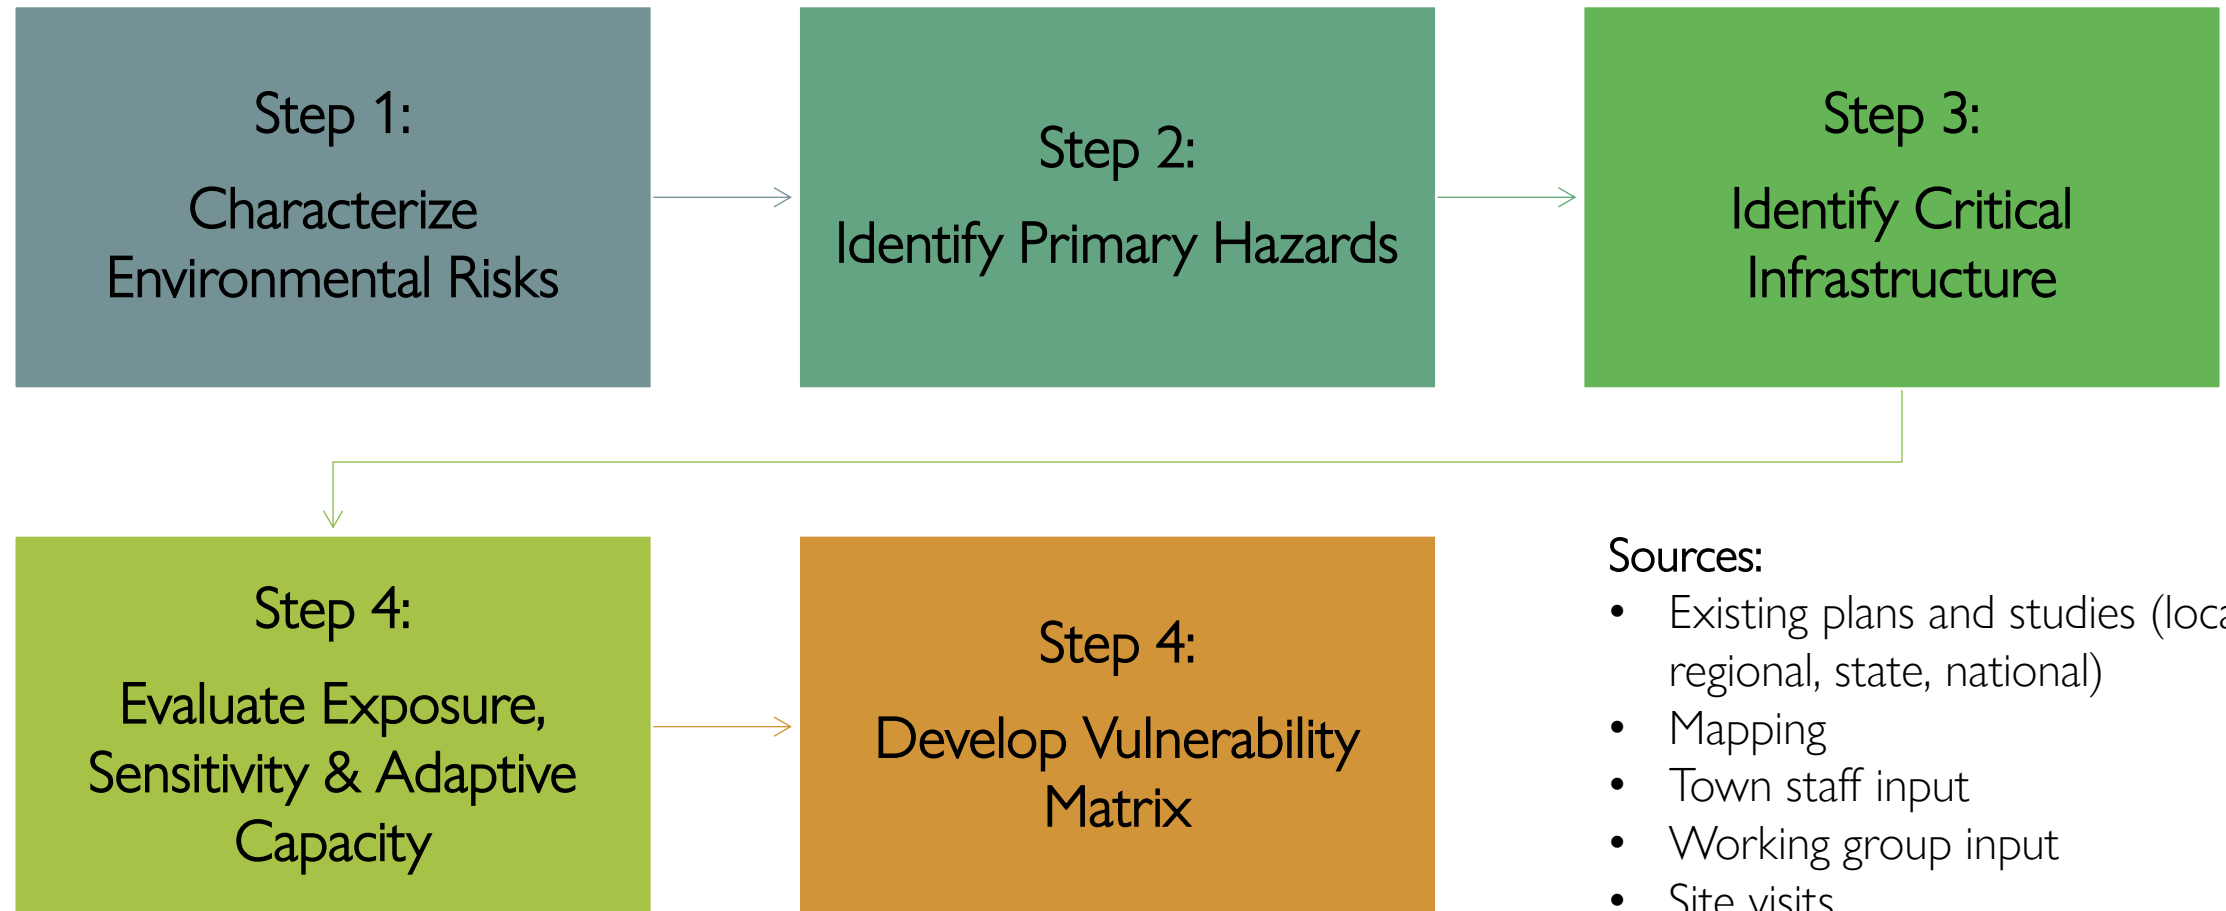 Step 1:
Characterize
Environmental Risks
Step 2:
Identify Primary Hazards
Step 3:
Identify Critical
Infrastructure
Step 4:
Evaluate Exposure,
Sensitivity & Adaptive
Capacity
Step 4:
Develop Vulnerability
Matrix
Sources:
• Existing plans and studies
regional, state, national)
• Mapping
• Town staff input
• Working group input
• Site visits